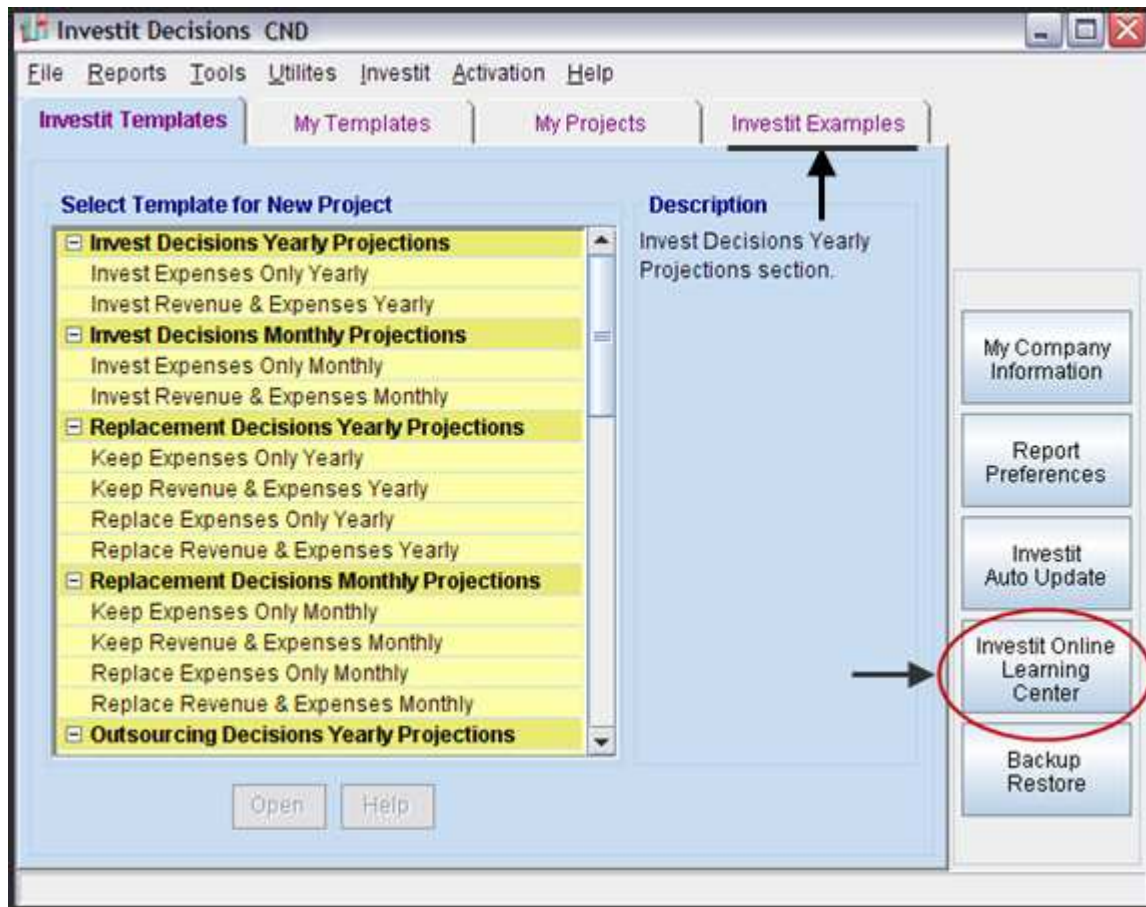 Investit Decisions CND
File Reports Tools Utilites Investit Activation Help
Investit Templates My Templates My Projects Investit Examples
Select Template for New Project
Invest Decisions Yearly Projections
Invest Expenses Only Yearly
Invest Revenue & Expenses Yearly
Invest Decisions Monthly Projections
Invest Expenses Only Monthly
Invest Revenue & Expenses Monthly
Replacement Decisions Yearly Projections
Keep Expenses Only Yearly
Keep Revenue & Expenses Yearly
Replace Expenses Only Yearly
Replace Revenue & Expenses Yearly
Replacement Decisions Monthly Projections
Keep Expenses Only Monthly
Keep Revenue & Expenses Monthly
Replace Expenses Only Monthly
Replace Revenue & Expenses Monthly
Outsourcing Decisions Yearly Projections
Open Help
Description
Invest Decisions Yearly
Projections section.
My Company
Information
Report
Preferences
Investit
Auto Update
Investit Online
Learning
Center
Backup
Restore